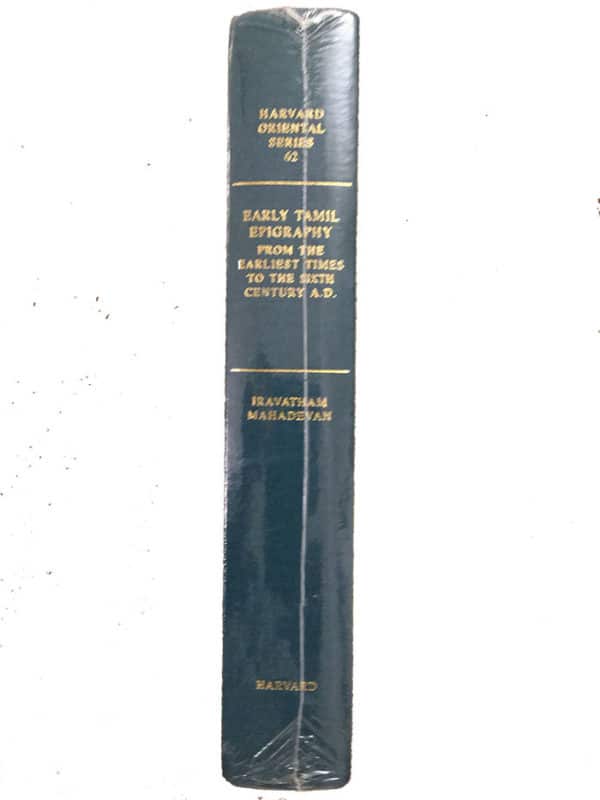 HARVARD
ORIENTAL
SERIES
62
EARLY TAMIL
EPIGRAPHY
FROM THE
EARLIEST TIMES
TO THE SIXTH
CENTURY A.D.
IRAVATHAM
MAHADEVAN
HARVARD